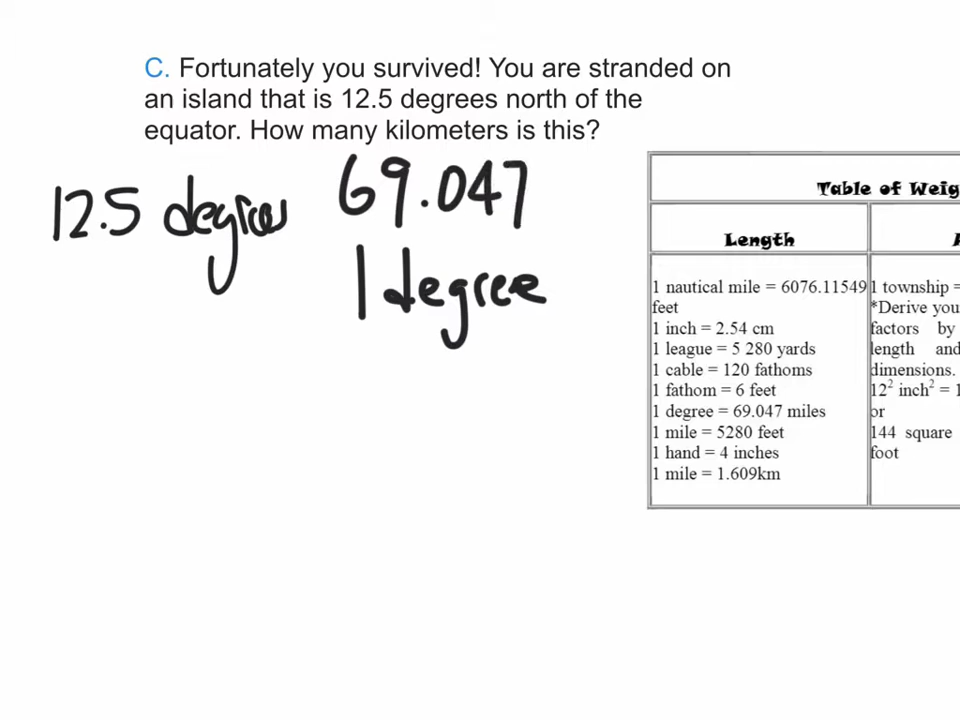 C. Fortunately you survived! You are stranded on
an island that is 12.5 degrees north of the
equator. How many kilometers is this?
12.5 degrees 69.047
1 degree
Table of Weig
Length
1 nautical mile = 6076.11549
feet
1 inch = 2.54 cm
1 league = 5 280 yards
1 cable = 120 fathoms
1 fathom = 6 feet
1 degree = 69.047 miles
1 mile = 5280 feet
1 hand = 4 inches
1 mile = 1.609km
A
1 township =
*Derive you
factors by
length and
dimensions.
12² inch² = 1
or
144 square
foot